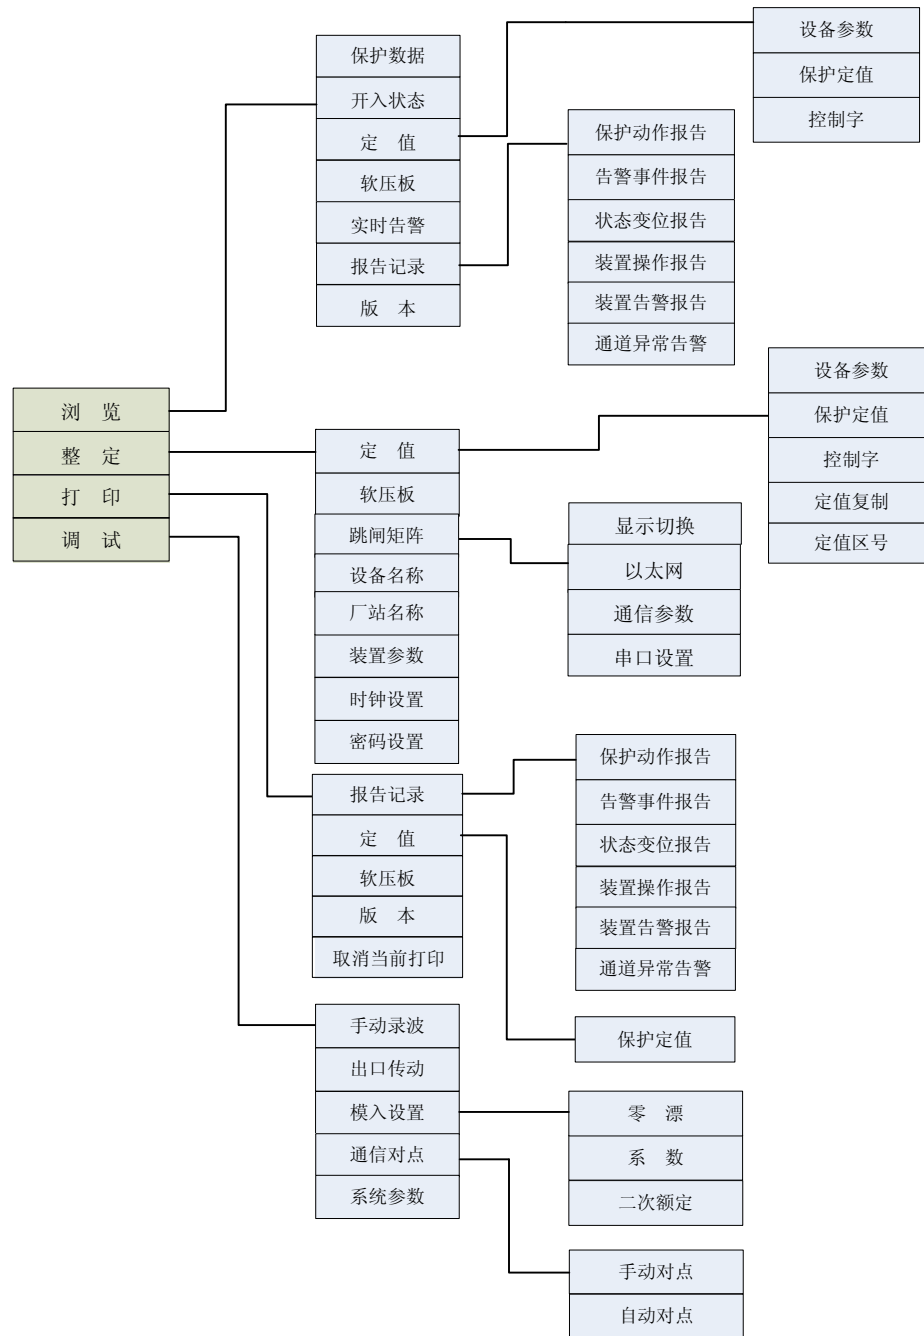 浏 览
整 定
打 印
调 试
保护数据
开入状态
定 值
软压板
实时告警
报告记录
版 本
设备参数
保护定值
控制字
保护动作报告
告警事件报告
状态变位报告
装置操作报告
装置告警报告
通道异常告警
定 值
软压板
跳闸矩阵
设备名称
厂站名称
装置参数
时钟设置
密码设置
设备参数
保护定值
控制字
定值复制
定值区号
显示切换
以太网
通信参数
串口设置
报告记录
定 值
软压板
版 本
取消当前打印
保护动作报告
告警事件报告
状态变位报告
装置操作报告
装置告警报告
通道异常告警
保护定值
手动录波
出口传动
模入设置
通信对点
系统参数
零 漂
系 数
二次额定
手动对点
自动对点